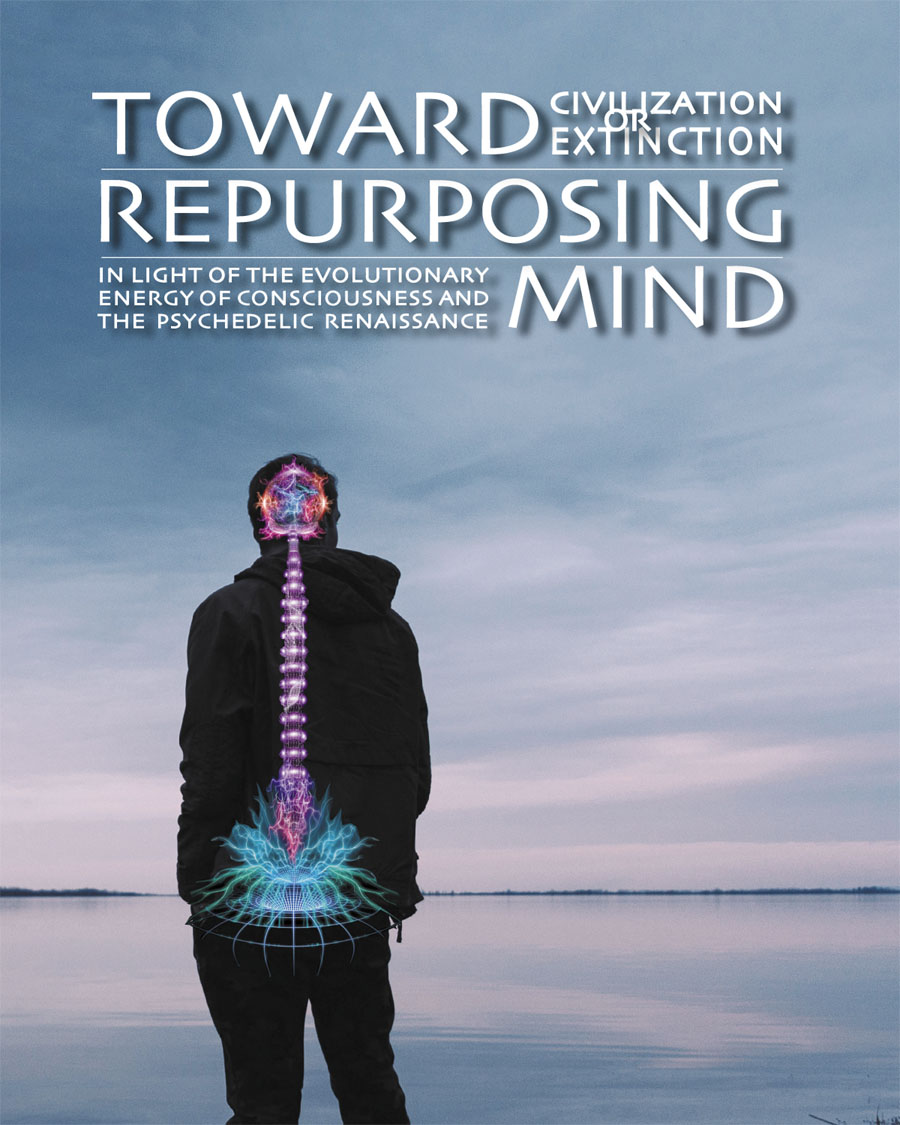 TOWARD CIVILIZATION
OR
EXTINCTION
REPURPOSING
IN LIGHT OF THE EVOLUTIONARY
ENERGY OF CONSCIOUSNESS AND
THE PSYCHEDELIC RENAISSANCE
MIND